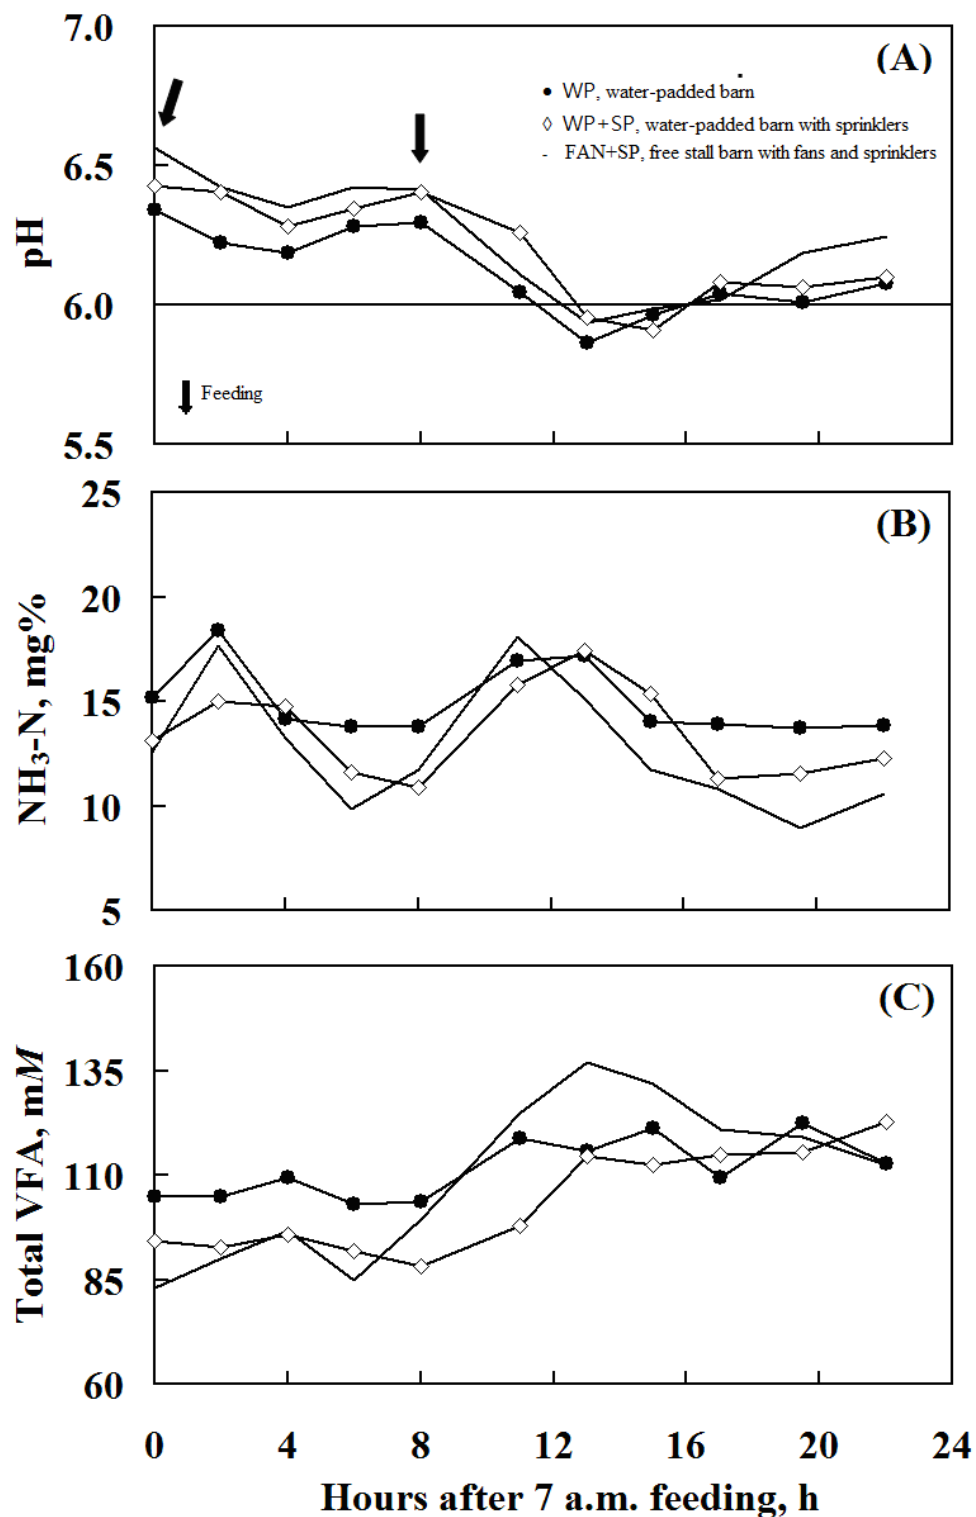 7.0
(A)
● WP, water-padded barn
◇ WP+SP, water-padded barn with sprinklers
- FAN+SP, free stall barn with fans and sprinklers
6.5
pH
6.0
Feeding
5.5
25
(B)
20
NH₃-N, mg%
15
10
5
160
(C)
135
Total VFA, mM
110
85
60
0 4 8 12 16 20 24
Hours after 7 a.m. feeding, h